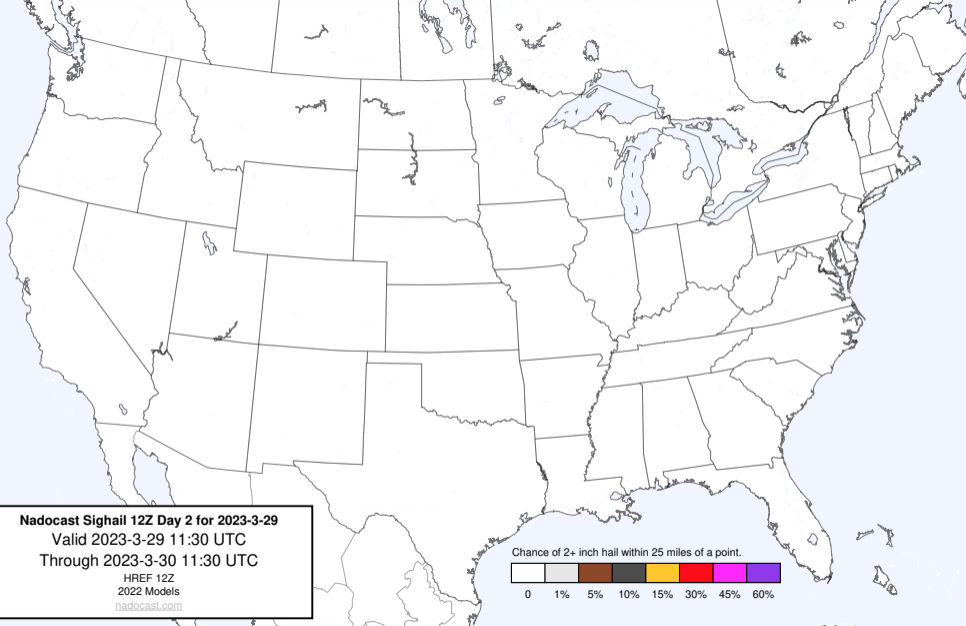 Nadocast Sighail 12Z Day 2 for 2023-3-29
Valid 2023-3-29 11:30 UTC
Through 2023-3-30 11:30 UTC
HREF 12Z
2022 Models
nadocast.com
Chance of 2+ inch hail within 25 miles of a point.
0 1% 5% 10% 15% 30% 45% 60%